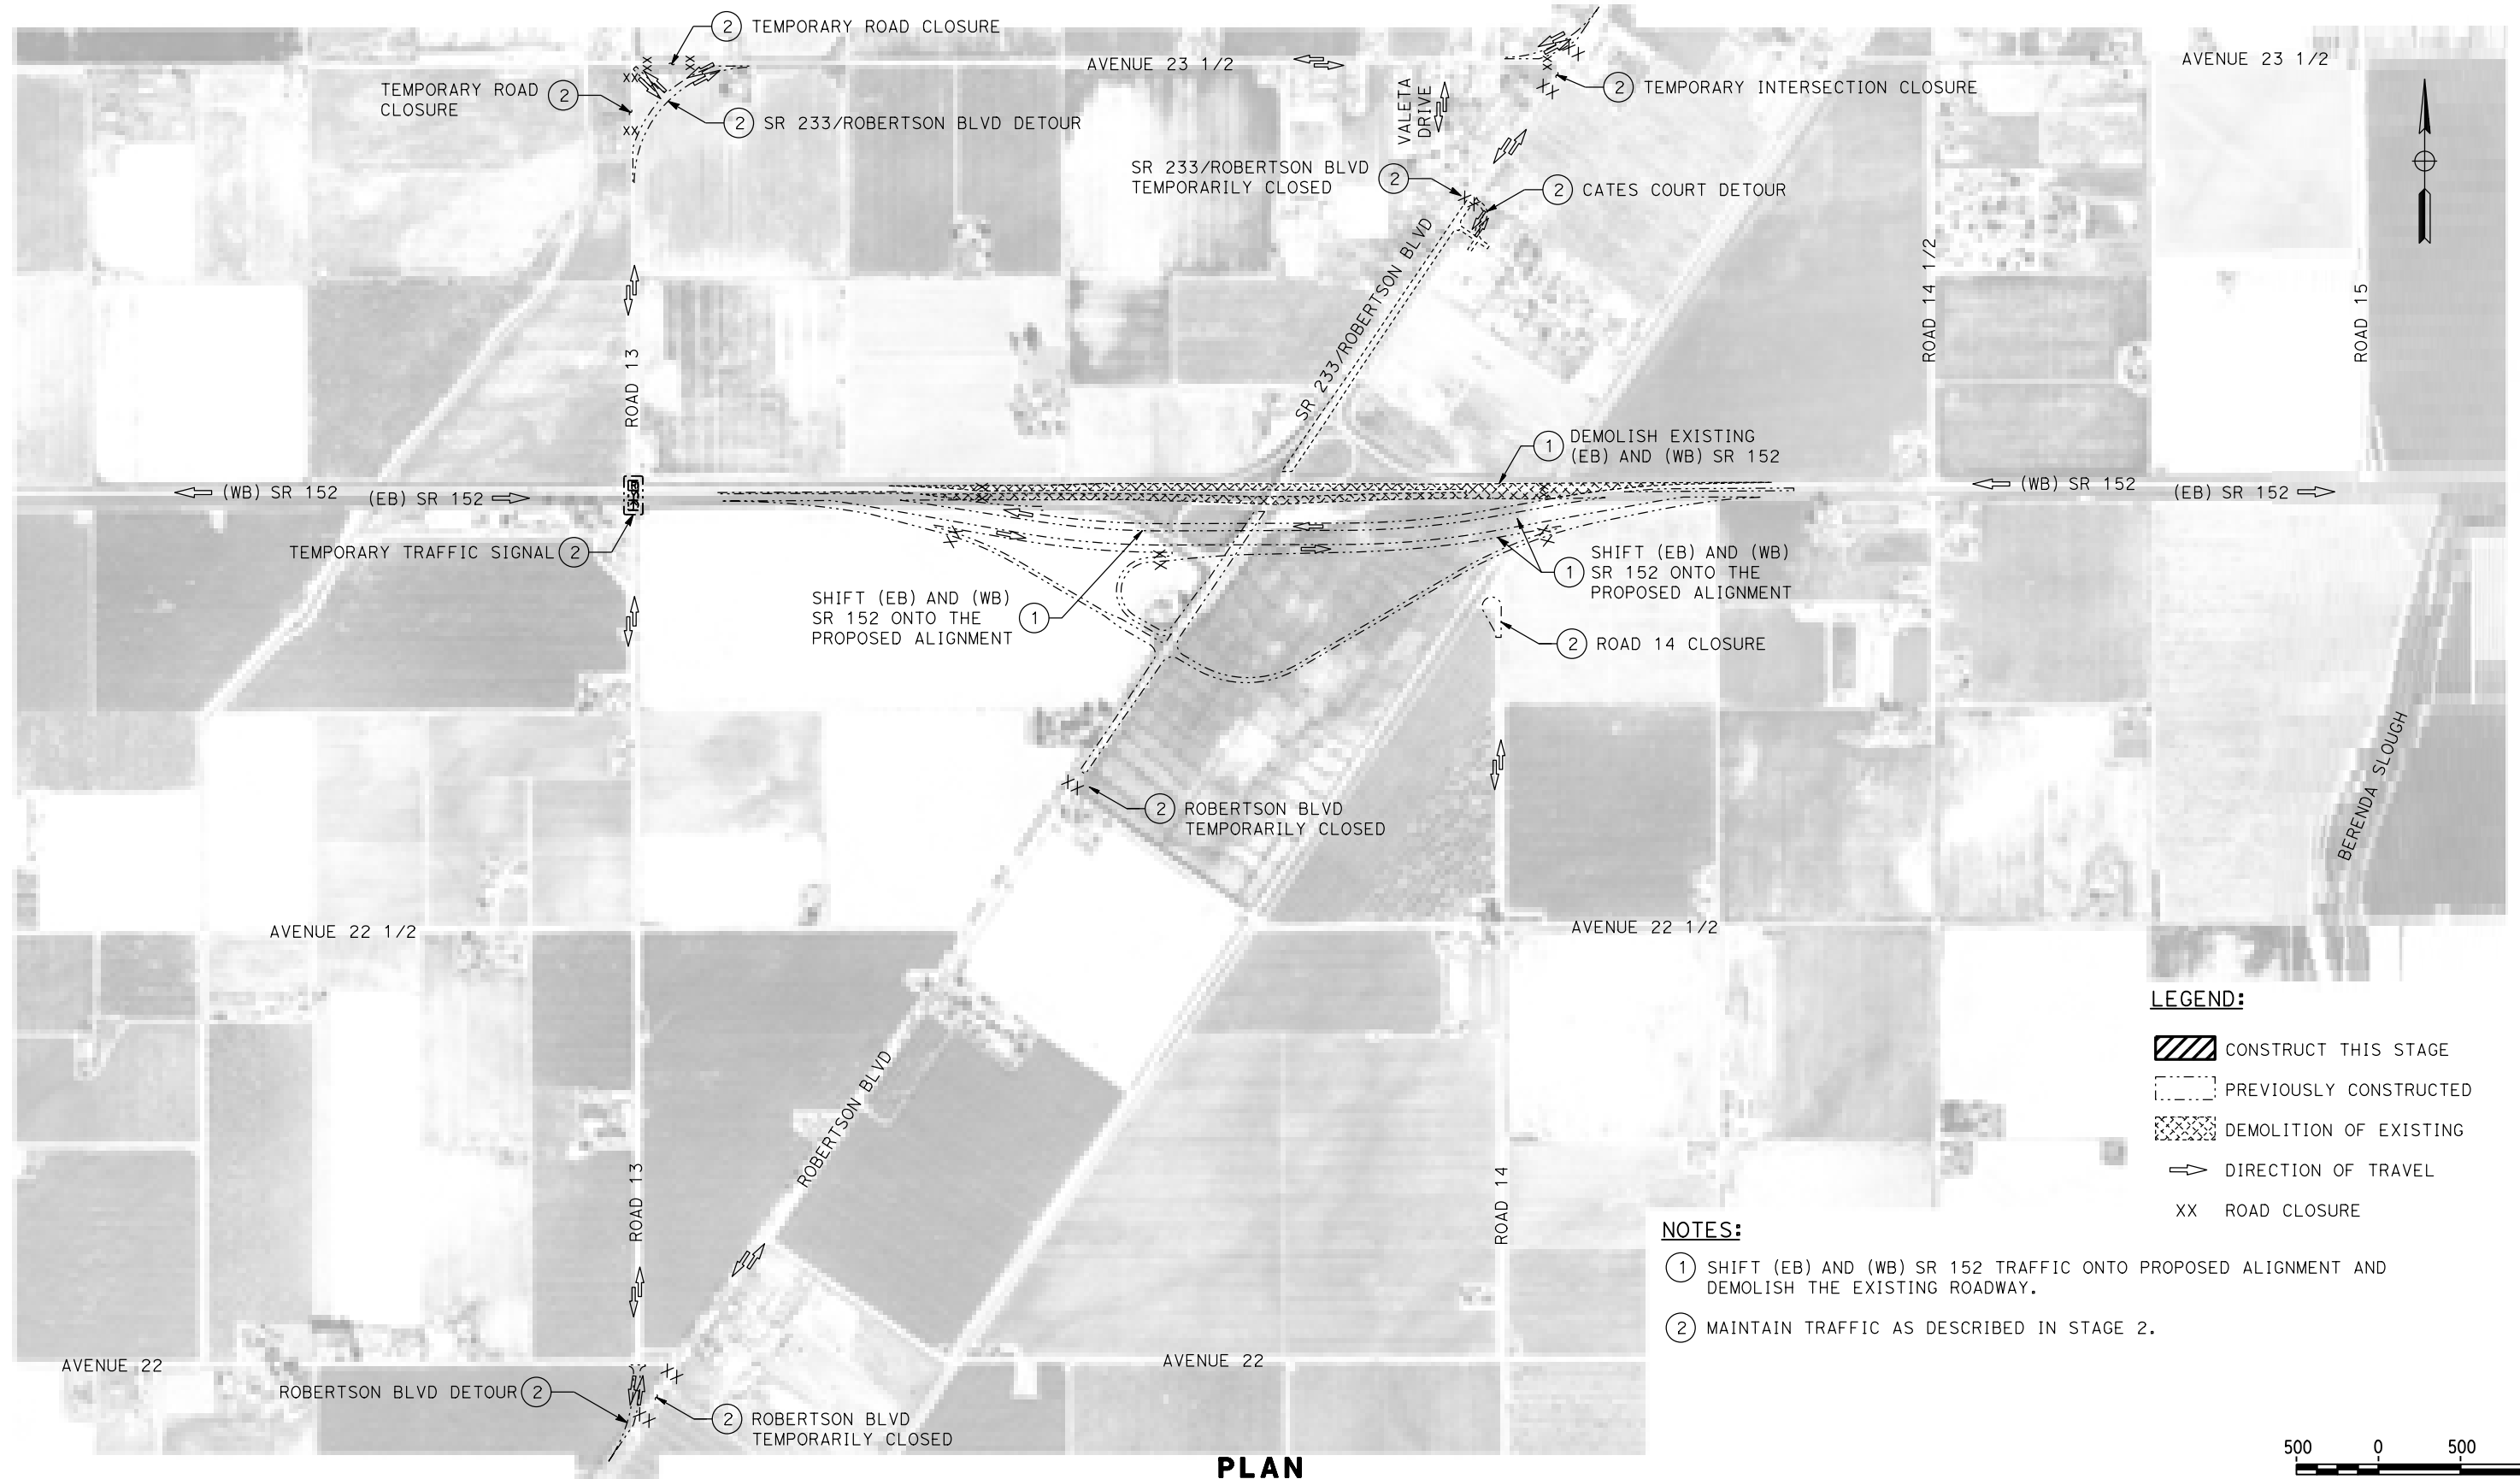 2 TEMPORARY ROAD CLOSURE
AVENUE 23 1/2
AVENUE 23 1/2
TEMPORARY ROAD
CLOSURE 2
2 SR 233/ROBERTSON BLVD DETOUR
VALETA
DRIVE
2 TEMPORARY INTERSECTION CLOSURE
SR 233/ROBERTSON BLVD
TEMPORARILY CLOSED 2
2 CATES COURT DETOUR
SR 233/ROBERTSON BLVD
ROAD 14 1/2
ROAD 15
ROAD 13
1 DEMOLISH EXISTING
(EB) AND (WB) SR 152
(WB) SR 152
(EB) SR 152
(WB) SR 152
(EB) SR 152
TEMPORARY TRAFFIC SIGNAL 2
SHIFT (EB) AND (WB)
SR 152 ONTO THE
PROPOSED ALIGNMENT
1
1 SHIFT (EB) AND (WB)
SR 152 ONTO THE
PROPOSED ALIGNMENT
2 ROAD 14 CLOSURE
2 ROBERTSON BLVD
TEMPORARILY CLOSED
BERENDA SLOUGH
AVENUE 22 1/2
AVENUE 22 1/2
ROBERTSON BLVD
ROAD 13
ROAD 14
LEGEND:
CONSTRUCT THIS STAGE
PREVIOUSLY CONSTRUCTED
DEMOLITION OF EXISTING
DIRECTION OF TRAVEL
XX ROAD CLOSURE
NOTES:
1 SHIFT (EB) AND (WB) SR 152 TRAFFIC ONTO PROPOSED ALIGNMENT AND
DEMOLISH THE EXISTING ROADWAY.
2 MAINTAIN TRAFFIC AS DESCRIBED IN STAGE 2.
AVENUE 22
AVENUE 22
ROBERTSON BLVD DETOUR 2
2 ROBERTSON BLVD
TEMPORARILY CLOSED
PLAN
500 0 500